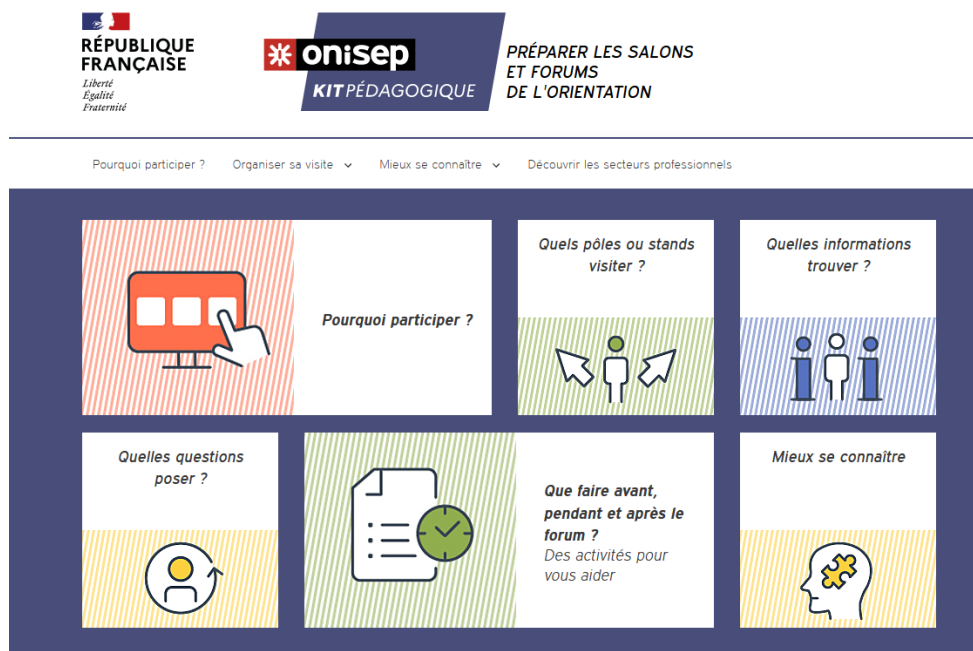 RÉPUBLIQUE
FRANÇAISE
Liberté
Égalité
Fraternité
onisep
KIT PÉDAGOGIQUE
PRÉPARER LES SALONS
ET FORUMS
DE L'ORIENTATION
Pourquoi participer ? Organiser sa visite Mieux se connaître Découvrir les secteurs professionnels
Pourquoi participer ?
Quels pôles ou stands
visiter ?
Quelles informations
trouver ?
Quelles questions
poser ?
Que faire avant,
pendant et après le
forum ?
Des activités pour
vous aider
Mieux se connaître